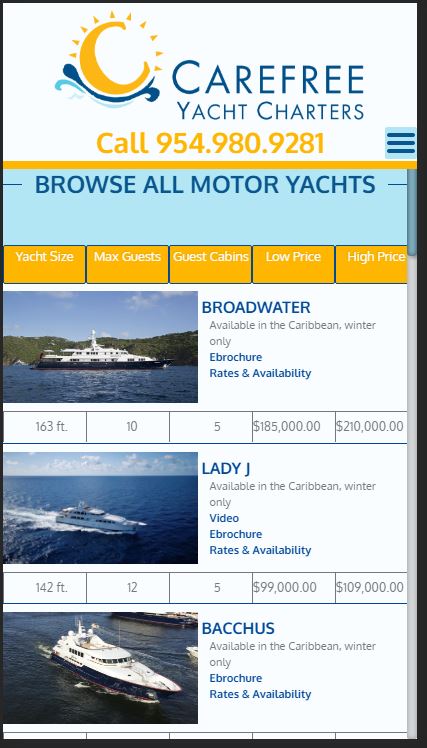 CAREFREE
YACHT CHARTERS
Call 954.980.9281
BROWSE ALL MOTOR YACHTS
Yacht Size Max Guests Guest Cabins Low Price High Price
BROADWATER
Available in the Caribbean, winter
only
Ebrochure
Rates & Availability
163 ft. 10 5 $185,000.00 $210,000.00
LADY J
Available in the Caribbean, winter
only
Video
Ebrochure
Rates & Availability
142 ft. 12 5 $99,000.00 $109,000.00
BACCHUS
Available in the Caribbean, winter
only
Ebrochure
Rates & Availability